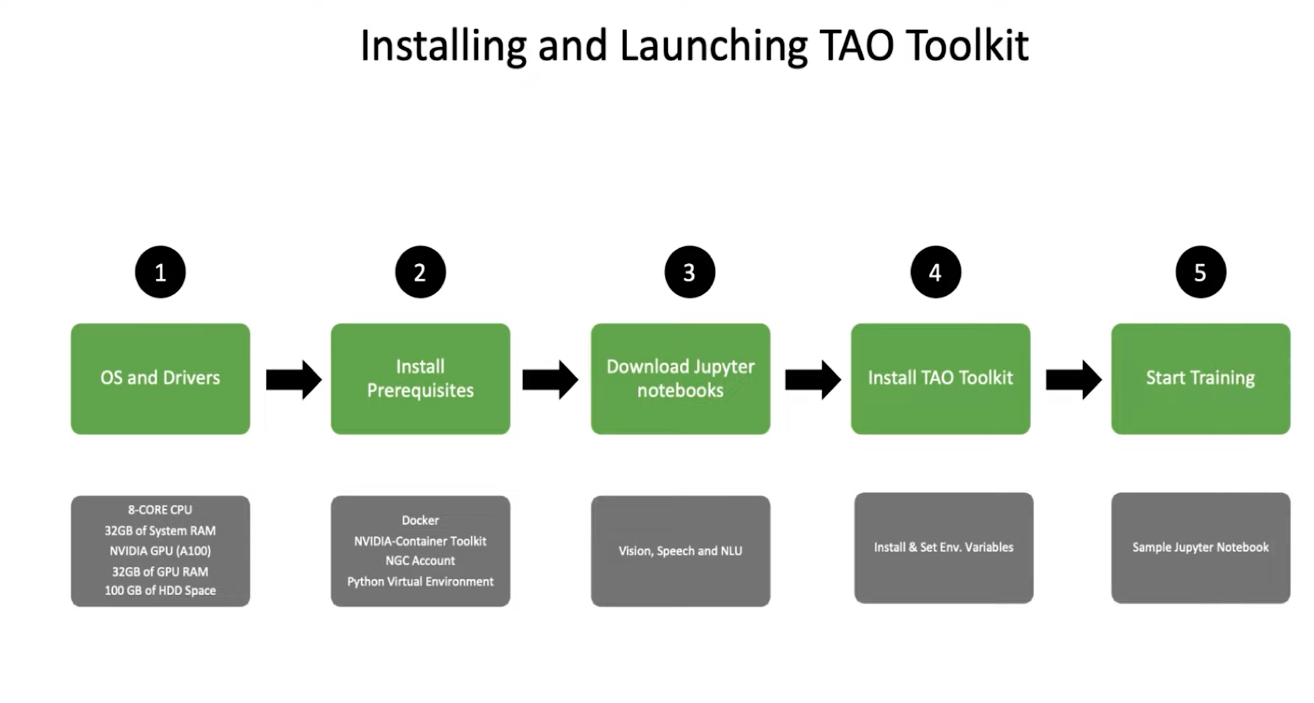 Installing and Launching TAO Toolkit
1
2
3
4
5
OS and Drivers
Install
Prerequisites
Download Jupyter
notebooks
Install TAO Toolkit
Start Training
8-CORE CPU
32GB of System RAM
NVIDIA GPU (A100)
32GB of GPU RAM
100 GB of HDD Space
Docker
NVIDIA-Container Toolkit
NGC Account
Python Virtual Environment
Vision, Speech and NLU
Install & Set Env. Variables
Sample Jupyter Notebook